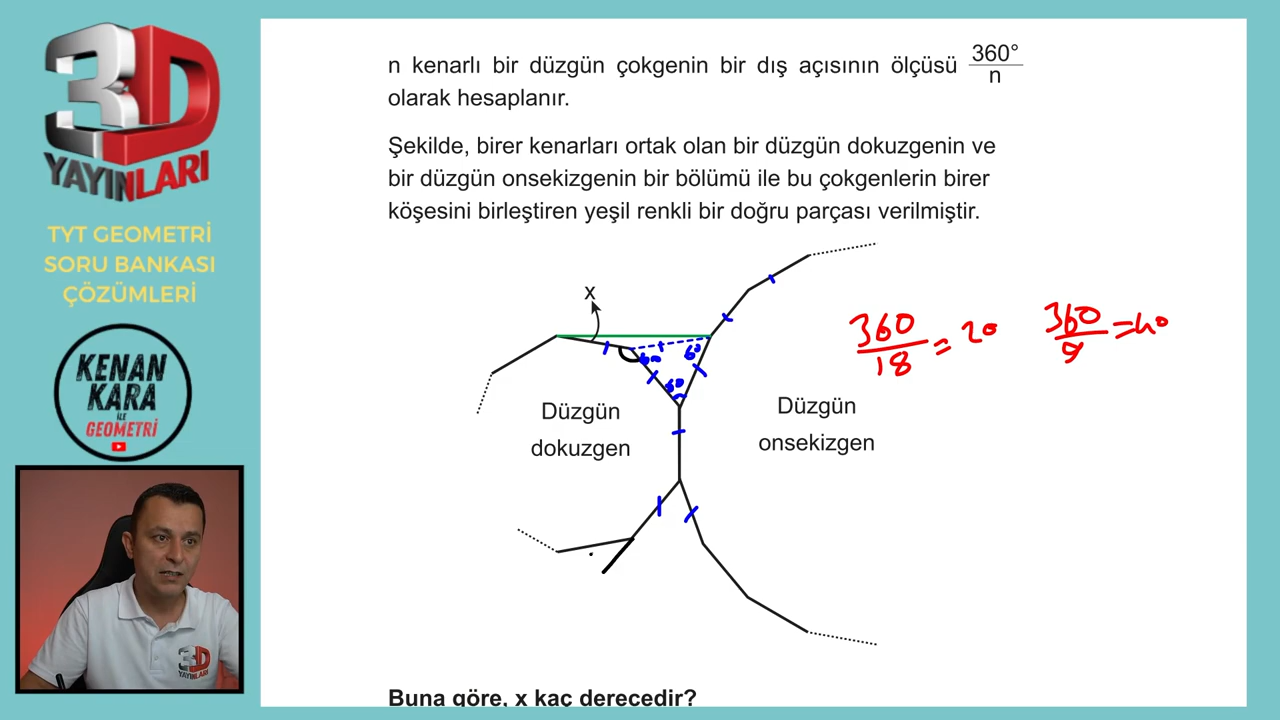 3D
YAYINLARI
TYT GEOMETRİ
SORU BANKASI
ÇÖZÜMLERİ
KENAN
KARA
İLE
GEOMETRİ
3D
YAYINLARI
n kenarlı bir düzgün çokgenin bir dış açısının ölçüsü 360°/n
olarak hesaplanır.
Şekilde, birer kenarları ortak olan bir düzgün dokuzgenin ve
bir düzgün onsekizgenin bir bölümü ile bu çokgenlerin birer
köşesini birleştiren yeşil renkli bir doğru parçası verilmiştir.
x
60
60
60
360/18 = 20
360/9 = 40
Düzgün
dokuzgen
Düzgün
onsekizgen
Buna göre, x kaç derecedir?